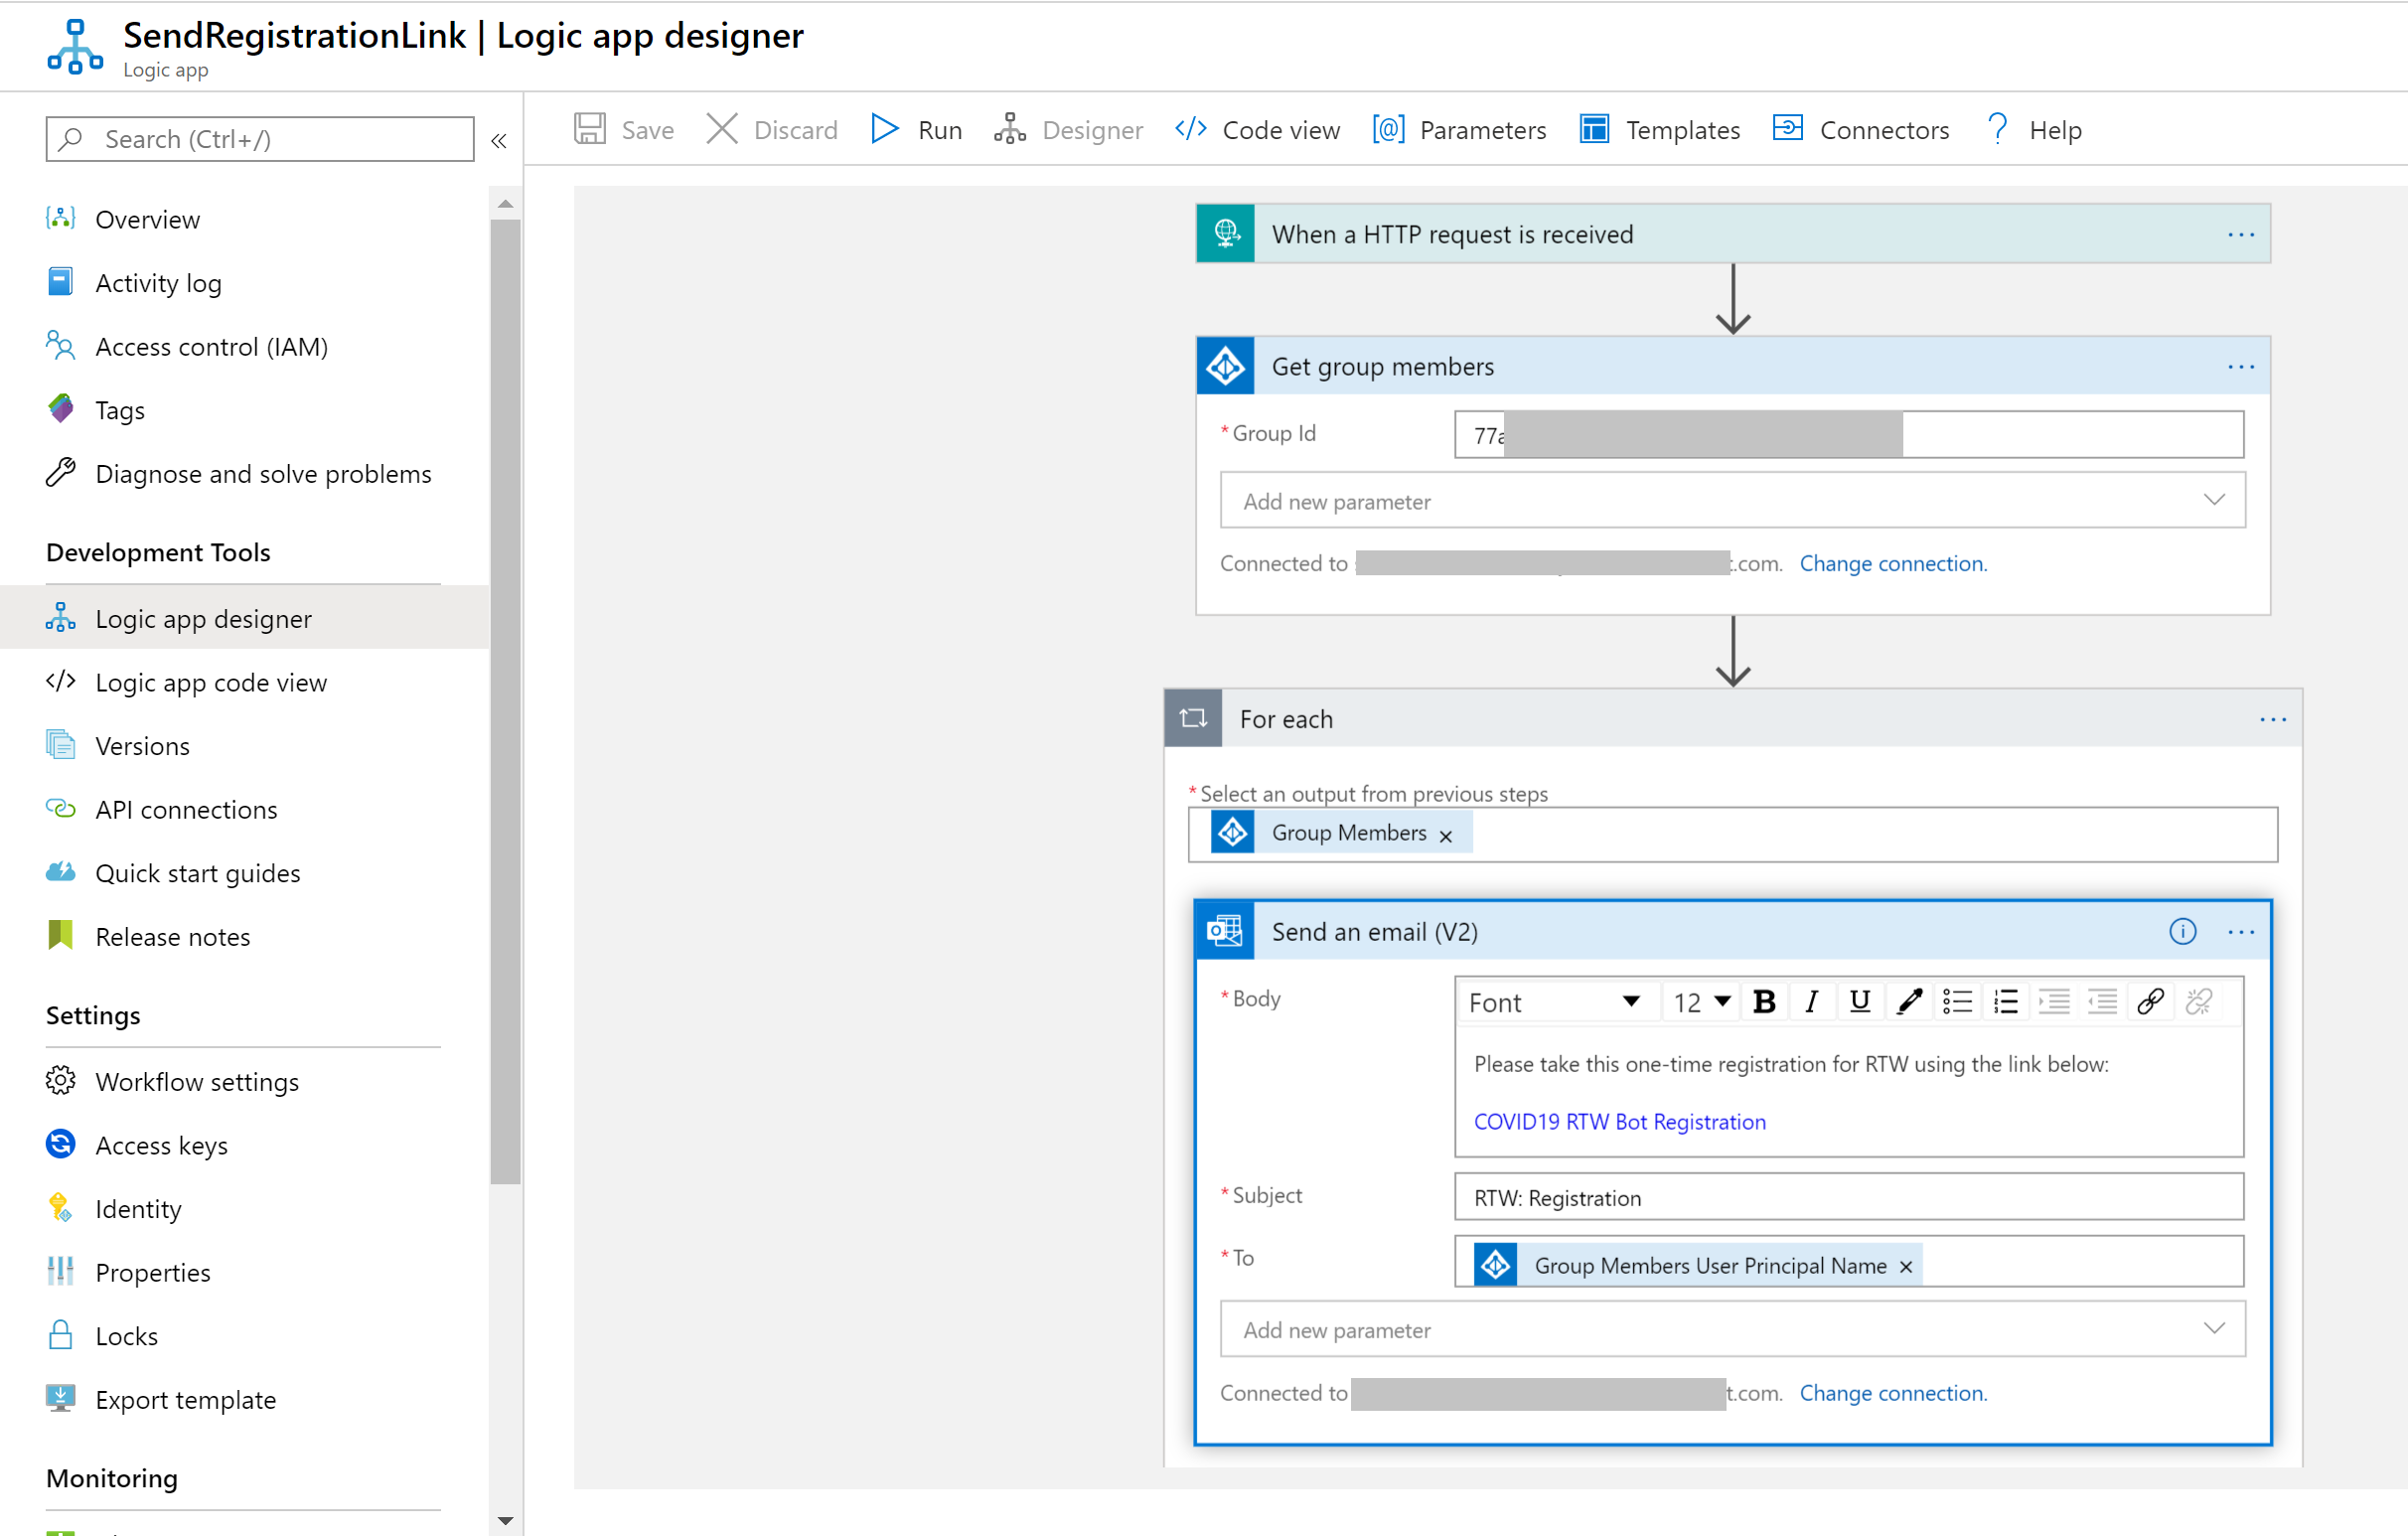 SendRegistrationLink | Logic app designer
Logic app
Search (Ctrl+/)
«
Overview
Activity log
Access control (IAM)
Tags
Diagnose and solve problems
Development Tools
Logic app designer
</> Logic app code view
Versions
API connections
Quick start guides
Release notes
Settings
Workflow settings
Access keys
Identity
Properties
Locks
Export template
Monitoring
Save Discard Run Designer </> Code view [@] Parameters Templates Connectors ? Help
When a HTTP request is received ...
Get group members ...
* Group Id 77a
Add new parameter
Connected to .com. Change connection.
For each ...
* Select an output from previous steps
Group Members ×
Send an email (V2) i ...
* Body
Font 12 B I U
Please take this one-time registration for RTW using the link below:
COVID19 RTW Bot Registration
* Subject RTW: Registration
* To Group Members User Principal Name ×
Add new parameter
Connected to t.com. Change connection.